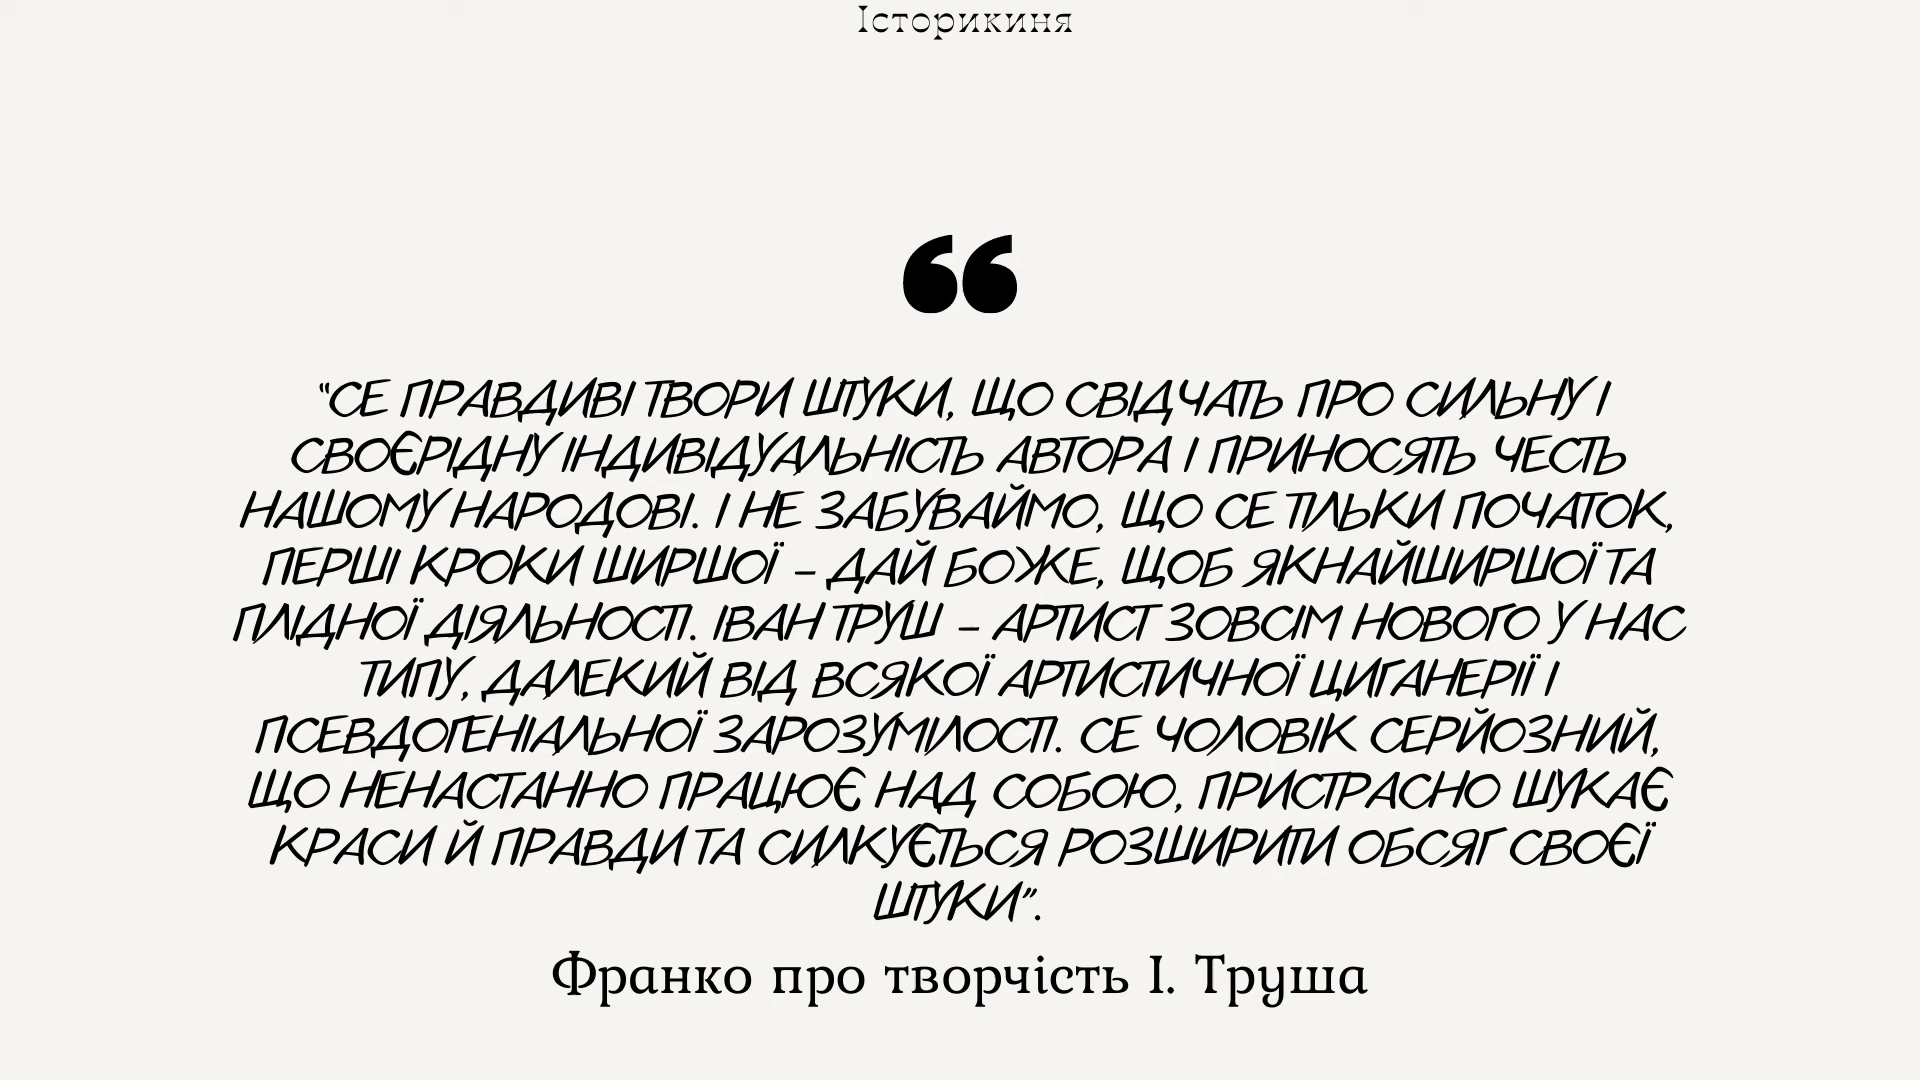 Історикиня
“
“СЕ ПРАВДИВІ ТВОРИ ШТУКИ, ЩО СВІДЧАТЬ ПРО СИЛЬНУ І
СВОЄРІДНУ ІНДИВІДУАЛЬНІСТЬ АВТОРА І ПРИНОСЯТЬ ЧЕСТЬ
НАШОМУ НАРОДОВІ. І НЕ ЗАБУВАЙМО, ЩО СЕ ТІЛЬКИ ПОЧАТОК,
ПЕРШІ КРОКИ ШИРШОЇ – ДАЙ БОЖЕ, ЩОБ ЯКНАЙШИРШОЇ ТА
ПЛІДНОЇ ДІЯЛЬНОСТІ. ІВАН ТРУШ – АРТИСТ ЗОВСІМ НОВОГО У НАС
ТИПУ, ДАЛЕКИЙ ВІД ВСЯКОЇ АРТИСТИЧНОЇ ЦИГАНЕРІЇ І
ПСЕВДОГЕНІАЛЬНОЇ ЗАРОЗУМІЛОСТІ. СЕ ЧОЛОВІК СЕРЙОЗНИЙ,
ЩО НЕНАСТАННО ПРАЦЮЄ НАД СОБОЮ, ПРИСТРАСНО ШУКАЄ
КРАСИ Й ПРАВДИ ТА СИЛКУЄТЬСЯ РОЗШИРИТИ ОБСЯГ СВОЄЇ
ШТУКИ”.
Франко про творчість І. Труша